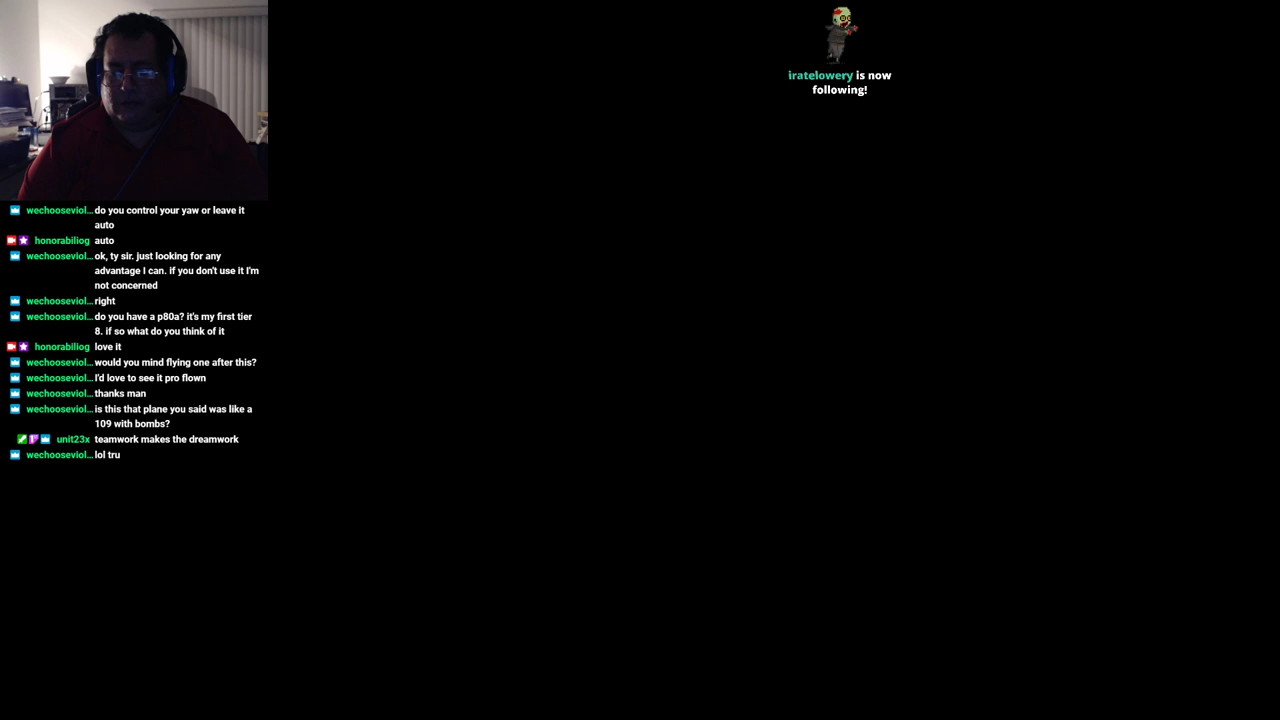 iratelowery is now
following!
wechooseviol... do you control your yaw or leave it
auto
honorabiliog auto
wechooseviol... ok, ty sir. just looking for any
advantage I can. if you don't use it I'm
not concerned
wechooseviol... right
wechooseviol... do you have a p80a? it's my first tier
8. if so what do you think of it
honorabiliog love it
wechooseviol... would you mind flying one after this?
wechooseviol... I'd love to see it pro flown
wechooseviol... thanks man
wechooseviol... is this that plane you said was like a
109 with bombs?
unit23x teamwork makes the dreamwork
wechooseviol... lol tru